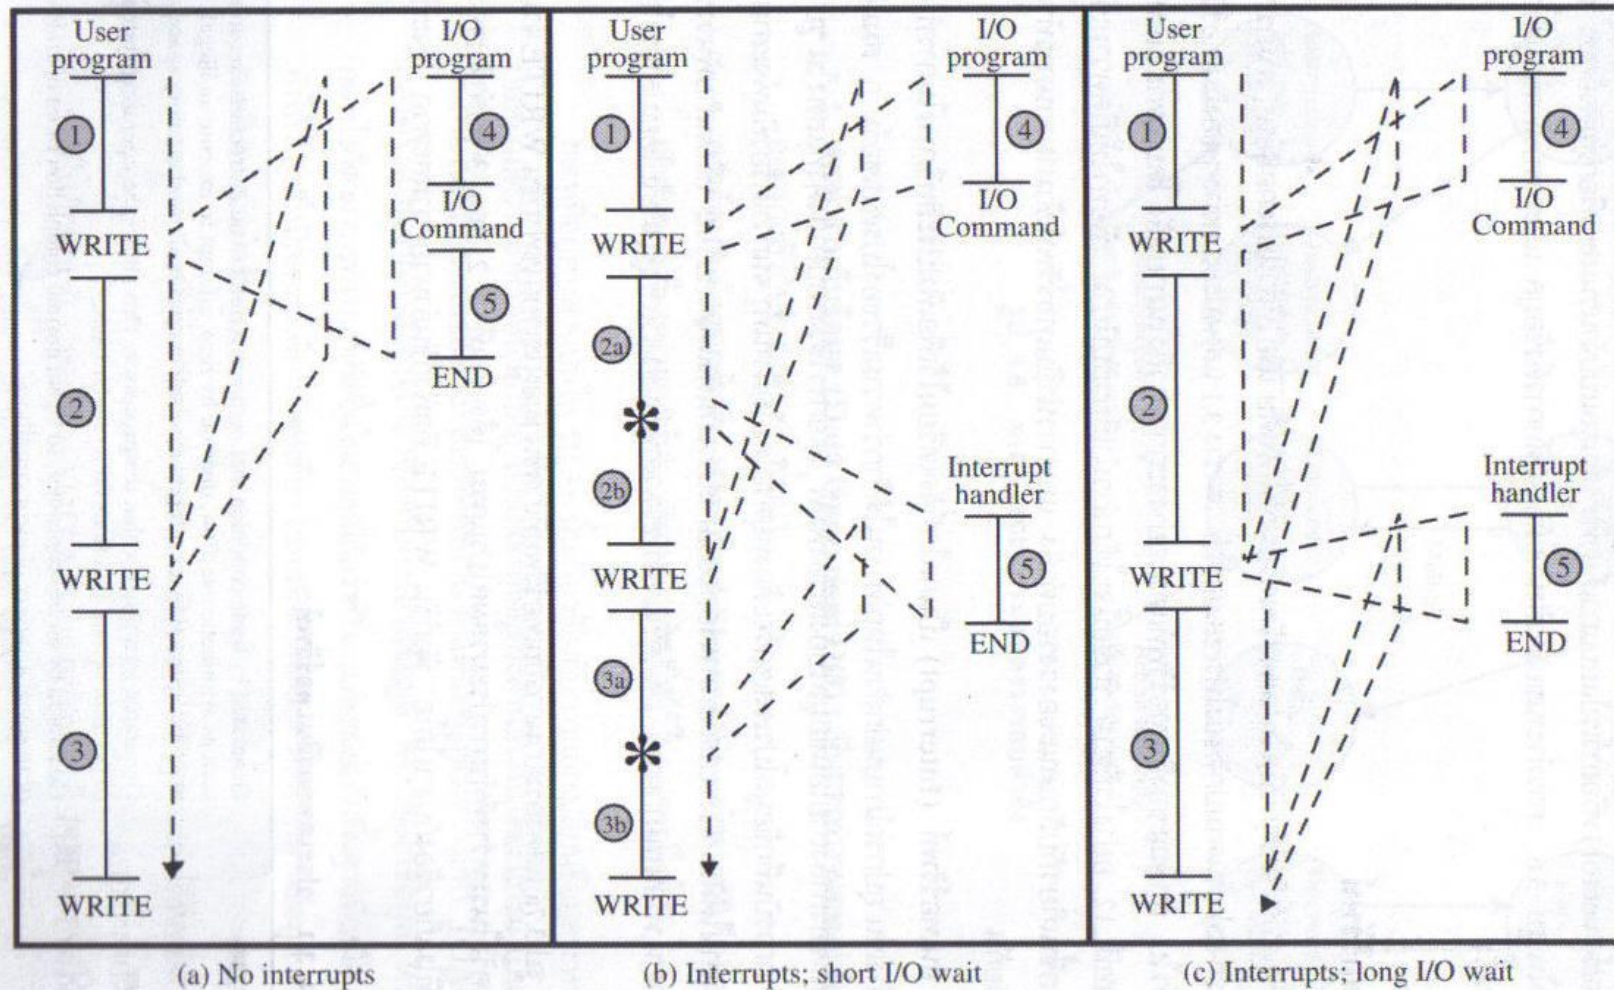 User
program
I/O
program
1
4
WRITE
I/O
Command
5
2
END
WRITE
3
WRITE
(a) No interrupts
User
program
I/O
program
1
4
WRITE
I/O
Command
2a
*
2b
Interrupt
handler
WRITE
5
END
3a
*
3b
WRITE
(b) Interrupts; short I/O wait
User
program
I/O
program
1
4
WRITE
I/O
Command
2
Interrupt
handler
WRITE
5
END
3
WRITE
(c) Interrupts; long I/O wait